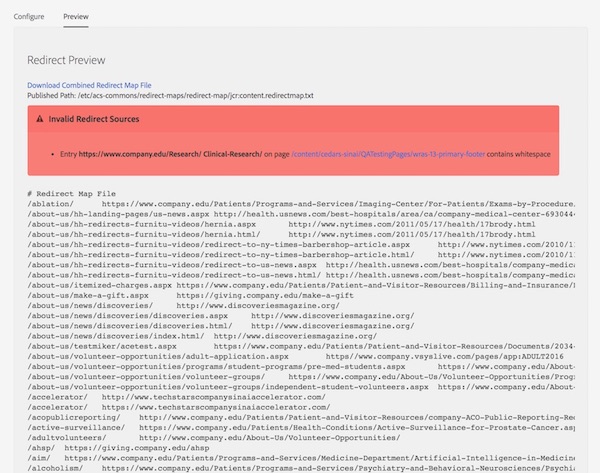 Configure Preview
Redirect Preview
Download Combined Redirect Map File
Published Path: /etc/acs-commons/redirect-maps/redirect-map/jcr:content.redirectmap.txt
Invalid Redirect Sources
• Entry https://www.company.edu/Research/ Clinical-Research/ on page /content/cedars-sinai/QATestingPages/wras-13-primary-footer contains whitespace
# Redirect Map File
/ablation/ https://www.company.edu/Patients/Programs-and-Services/Imaging-Center/For-Patients/Exams-by-Procedure.
/about-us/hh-landing-pages/us-news.aspx http://health.usnews.com/best-hospitals/area/ca/company-medical-center-693044
/about-us/hh-redirects-furnitu-videos/hernia.aspx http://www.nytimes.com/2011/05/17/health/17brody.html
/about-us/hh-redirects-furnitu-videos/hernia.html/ http://www.nytimes.com/2011/05/17/health/17brody.html
/about-us/hh-redirects-furnitu-videos/redirect-to-ny-times-barbershop-article.aspx http://www.nytimes.com/2010/1
/about-us/hh-redirects-furnitu-videos/redirect-to-ny-times-barbershop-article.html/ http://www.nytimes.com/2010/1
/about-us/hh-redirects-furnitu-videos/redirect-to-us-news.aspx http://health.usnews.com/best-hospitals/company-medica
/about-us/hh-redirects-furnitu-videos/redirect-to-us-news.html/ http://health.usnews.com/best-hospitals/company-medic
/about-us/itemized-charges.aspx https://www.company.edu/Patients/Patient-and-Visitor-Resources/Billing-and-Insurance/
/about-us/make-a-gift.aspx https://giving.company.edu/make-a-gift
/about-us/news/discoveries/ http://www.discoveriesmagazine.org/
/about-us/news/discoveries/discoveries.aspx http://www.discoveriesmagazine.org/
/about-us/news/discoveries/discoveries.html/ http://www.discoveriesmagazine.org/
/about-us/news/discoveries/index.html/ http://www.discoveriesmagazine.org/
/about-us/testmiker/acetest.aspx https://www.company.edu/Patients/Patient-and-Visitor-Resources/Documents/2034
/about-us/volunteer-opportunities/adult-application.aspx https//www.company.vsyslive.com/pages/app:ADULT2016
/about-us/volunteer-opportunities/programs/student-programs/pre-med-students.aspx https://www.company.edu/About
/about-us/volunteer-opportunities/volunteer-groups/ https://www.company.edu/About-Us/Volunteer-Opportunities/Prog
/about-us/volunteer-opportunities/volunteer-groups/independent-student-volunteers.aspx https://www.company.edu/About
/accelerator/ http://www.techstarscompanysinaiaccelerator.com/
/accelerator/ https://www.techstarscompanysinaiaccelerator.com/
/acopublicreporting/ http://www.company.edu/Patients/Patient-and-Visitor-Resources/company-ACO-Public-Reporting-Re
/active-surveillance/ https://www.company.edu/Patients/Health-Conditions/Active-Surveillance-for-Prostate-Cancer.asp
/adultvolunteers/ http://www.company.edu/About-Us/Volunteer-Opportunities/
/ahsp/ https://giving.company.edu/ahsp
/aim/ https://www.company.edu/Patients/Programs-and-Services/Medicine-Department/Artificial-Intelligence-in-Medicine
/alcoholism/ https://www.company.edu/Patients/Programs-and-Services/Psychiatry-and-Behavioral-Neurosciences/Psychi